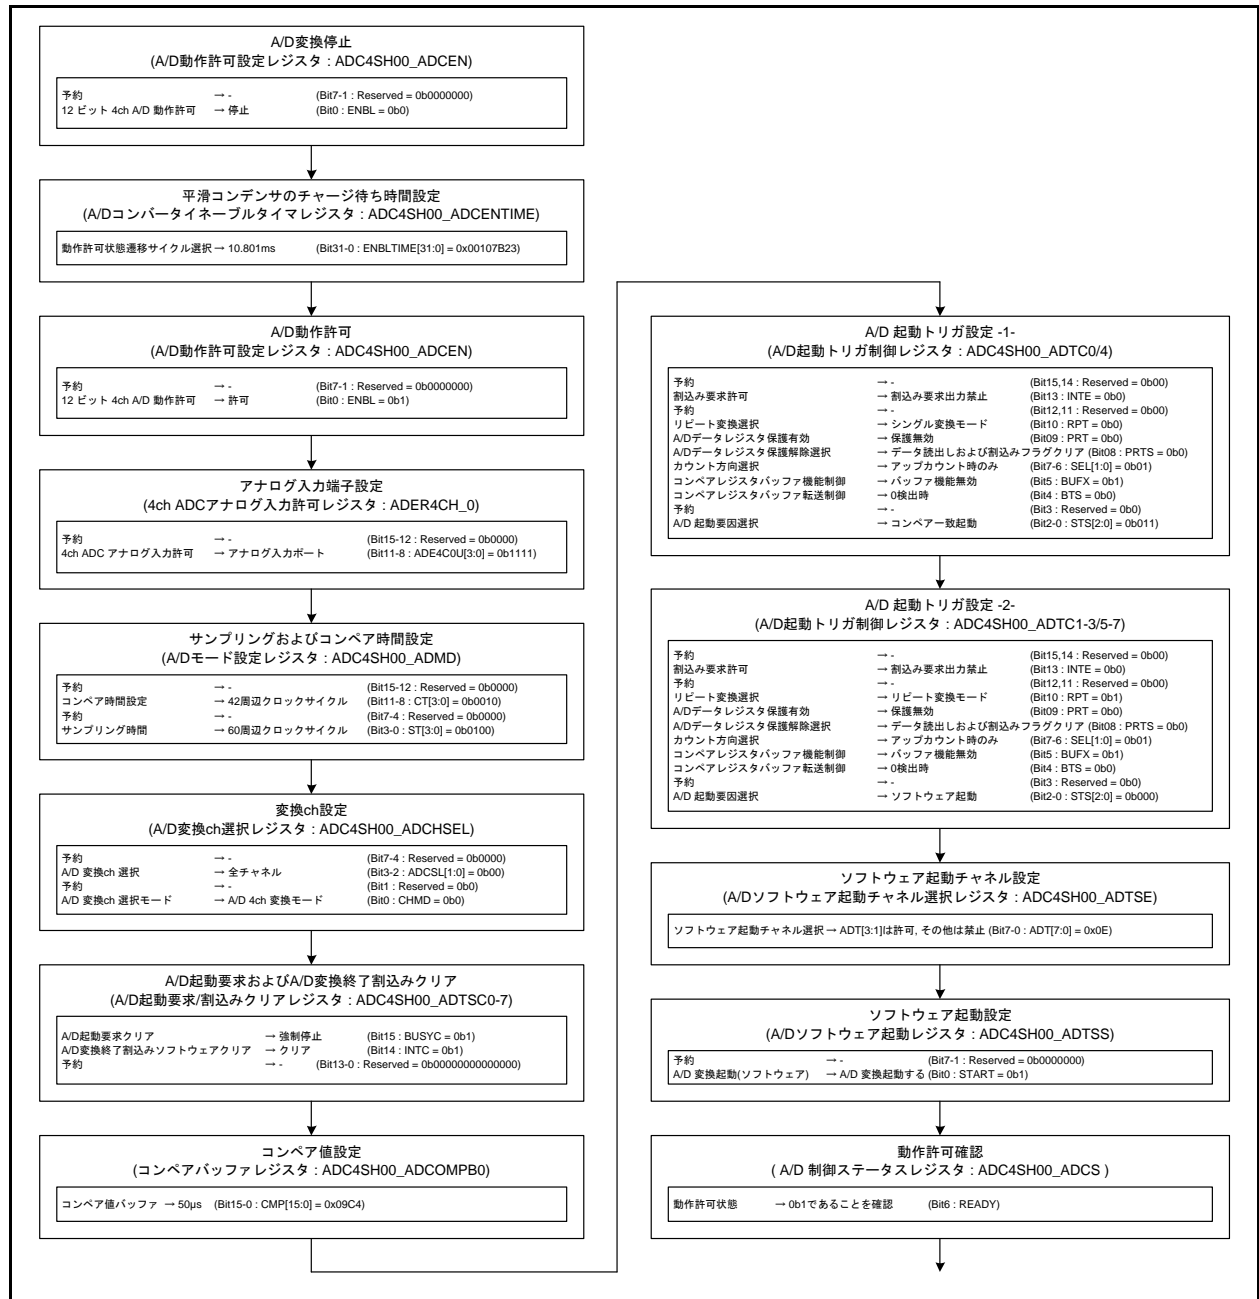 A/D変換停止
(A/D動作許可設定レジスタ : ADC4SH00_ADCEN)
予約 → - (Bit7-1 : Reserved = 0b0000000)
12 ビット 4ch A/D 動作許可 → 停止 (Bit0 : ENBL = 0b0)
平滑コンデンサのチャージ待ち時間設定
(A/Dコンバータイネーブルタイマレジスタ : ADC4SH00_ADCENTIME)
動作許可状態遷移サイクル選択 → 10.801ms (Bit31-0 : ENBLTIME[31:0] = 0x00107B23)
A/D動作許可
(A/D動作許可設定レジスタ : ADC4SH00_ADCEN)
予約 → - (Bit7-1 : Reserved = 0b0000000)
12 ビット 4ch A/D 動作許可 → 許可 (Bit0 : ENBL = 0b1)
アナログ入力端子設定
(4ch ADCアナログ入力許可レジスタ : ADER4CH_0)
予約 → - (Bit15-12 : Reserved = 0b0000)
4ch ADC アナログ入力許可 → アナログ入力ポート (Bit11-8 : ADE4C0U[3:0] = 0b1111)
サンプリングおよびコンペア時間設定
(A/Dモード設定レジスタ : ADC4SH00_ADMD)
予約 → - (Bit15-12 : Reserved = 0b0000)
コンペア時間設定 → 42周辺クロックサイクル (Bit11-8 : CT[3:0] = 0b0010)
予約 → - (Bit7-4 : Reserved = 0b0000)
サンプリング時間 → 60周辺クロックサイクル (Bit3-0 : ST[3:0] = 0b0100)
変換ch設定
(A/D変換ch選択レジスタ : ADC4SH00_ADCHSEL)
予約 → - (Bit7-4 : Reserved = 0b0000)
A/D 変換ch 選択 → 全チャネル (Bit3-2 : ADCSL[1:0] = 0b00)
予約 → - (Bit1 : Reserved = 0b0)
A/D 変換ch 選択モード → A/D 4ch 変換モード (Bit0 : CHMD = 0b0)
A/D起動要求およびA/D変換終了割込みクリア
(A/D起動要求/割込みクリアレジスタ : ADC4SH00_ADTSC0-7)
A/D起動要求クリア → 強制停止 (Bit15 : BUSYC = 0b1)
A/D変換終了割込みソフトウェアクリア → クリア (Bit14 : INTC = 0b1)
予約 → - (Bit13-0 : Reserved = 0b00000000000000)
コンペア値設定
(コンペアバッファレジスタ : ADC4SH00_ADCOMPB0)
コンペア値バッファ → 50μs (Bit15-0 : CMP[15:0] = 0x09C4)
A/D 起動トリガ設定 -1-
(A/D起動トリガ制御レジスタ : ADC4SH00_ADTC0/4)
予約 → - (Bit15,14 : Reserved = 0b00)
割込み要求許可 → 割込み要求出力禁止 (Bit13 : INTE = 0b0)
予約 → - (Bit12,11 : Reserved = 0b00)
リピート変換選択 → シングル変換モード (Bit10 : RPT = 0b0)
A/Dデータレジスタ保護有効 → 保護無効 (Bit09 : PRT = 0b0)
A/Dデータレジスタ保護解除選択 → データ読出しおよび割込みフラグクリア (Bit08 : PRTS = 0b0)
カウント方向選択 → アップカウント時のみ (Bit7-6 : SEL[1:0] = 0b01)
コンペアレジスタバッファ機能制御 → バッファ機能無効 (Bit5 : BUFX = 0b1)
コンペアレジスタバッファ転送制御 → 0検出時 (Bit4 : BTS = 0b0)
予約 → - (Bit3 : Reserved = 0b0)
A/D 起動要因選択 → コンペア一致起動 (Bit2-0 : STS[2:0] = 0b011)
A/D 起動トリガ設定 -2-
(A/D起動トリガ制御レジスタ : ADC4SH00_ADTC1-3/5-7)
予約 → - (Bit15,14 : Reserved = 0b00)
割込み要求許可 → 割込み要求出力禁止 (Bit13 : INTE = 0b0)
予約 → - (Bit12,11 : Reserved = 0b00)
リピート変換選択 → リピート変換モード (Bit10 : RPT = 0b1)
A/Dデータレジスタ保護有効 → 保護無効 (Bit09 : PRT = 0b0)
A/Dデータレジスタ保護解除選択 → データ読出しおよび割込みフラグクリア (Bit08 : PRTS = 0b0)
カウント方向選択 → アップカウント時のみ (Bit7-6 : SEL[1:0] = 0b01)
コンペアレジスタバッファ機能制御 → バッファ機能無効 (Bit5 : BUFX = 0b1)
コンペアレジスタバッファ転送制御 → 0検出時 (Bit4 : BTS = 0b0)
予約 → - (Bit3 : Reserved = 0b0)
A/D 起動要因選択 → ソフトウェア起動 (Bit2-0 : STS[2:0] = 0b000)
ソフトウェア起動チャネル設定
(A/Dソフトウェア起動チャネル選択レジスタ : ADC4SH00_ADTSE)
ソフトウェア起動チャネル選択 → ADT[3:1]は許可, その他は禁止 (Bit7-0 : ADT[7:0] = 0x0E)
ソフトウェア起動設定
(A/Dソフトウェア起動レジスタ : ADC4SH00_ADTSS)
予約 → - (Bit7-1 : Reserved = 0b0000000)
A/D 変換起動(ソフトウェア) → A/D 変換起動する (Bit0 : START = 0b1)
動作許可確認
( A/D 制御ステータスレジスタ : ADC4SH00_ADCS )
動作許可状態 → 0b1であることを確認 (Bit6 : READY)